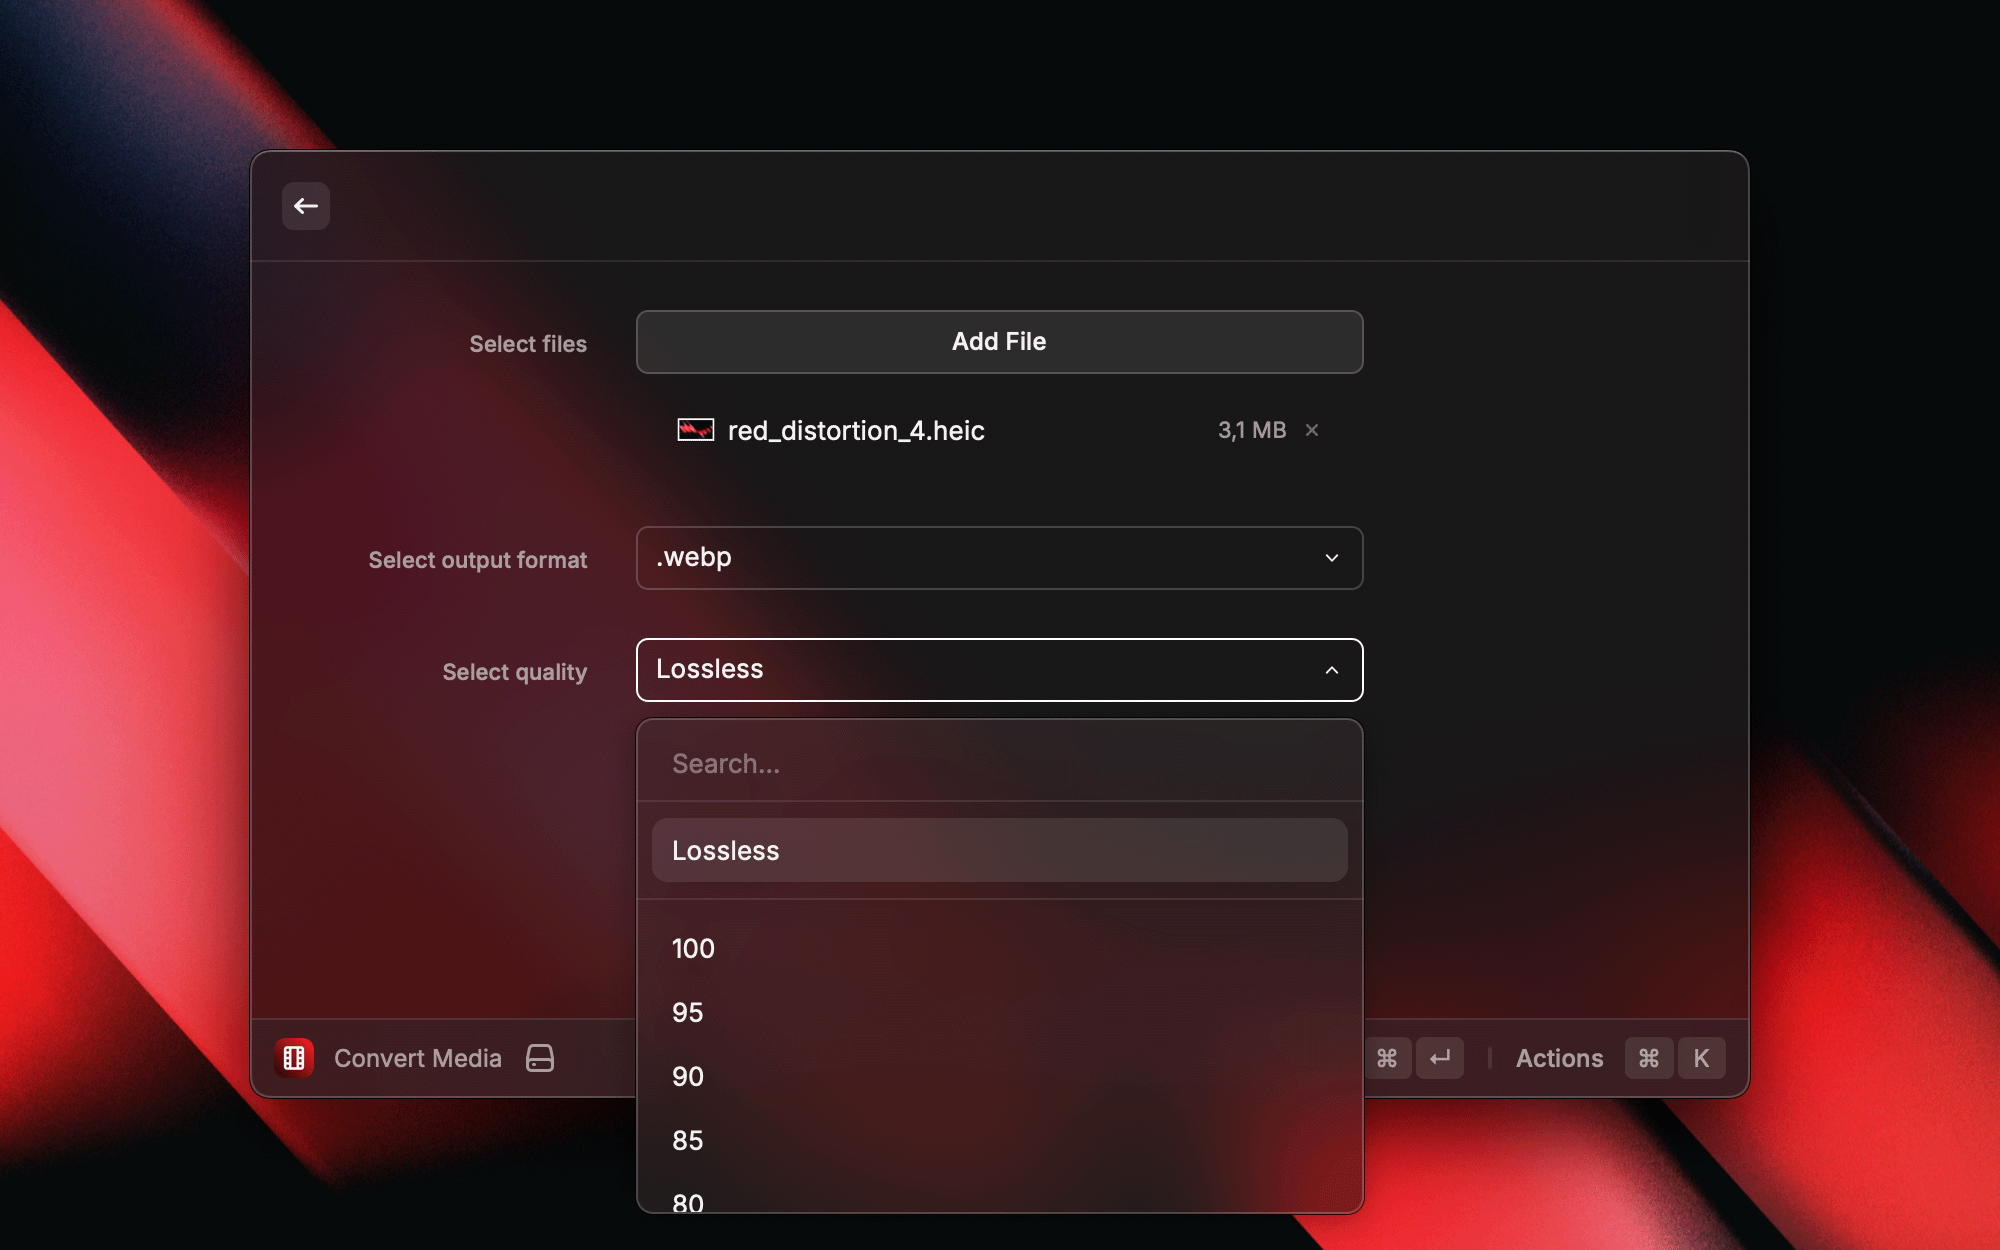 Select files
Add File
red_distortion_4.heic
3,1 MB ×
Select output format
.webp
Select quality
Lossless
Search...
Lossless
100
95
90
85
80
Convert Media
⌘ ↵ Actions ⌘ K